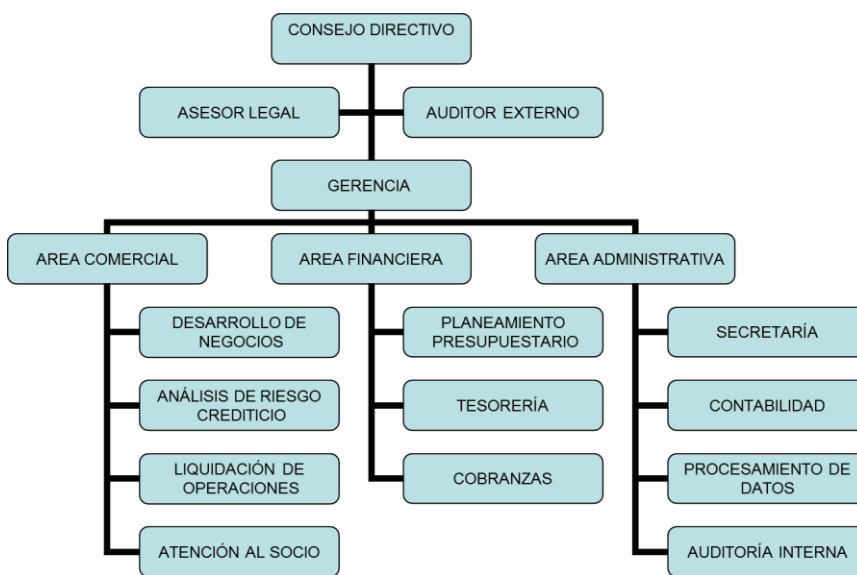 CONSEJO DIRECTIVO
ASESOR LEGAL
AUDITOR EXTERNO
GERENCIA
AREA COMERCIAL
AREA FINANCIERA
AREA ADMINISTRATIVA
DESARROLLO DE
NEGOCIOS
PLANEAMIENTO
PRESUPUESTARIO
SECRETARÍA
ANÁLISIS DE RIESGO
CREDITICIO
TESORERÍA
CONTABILIDAD
LIQUIDACIÓN DE
OPERACIONES
COBRANZAS
PROCESAMIENTO DE
DATOS
ATENCIÓN AL SOCIO
AUDITORÍA INTERNA